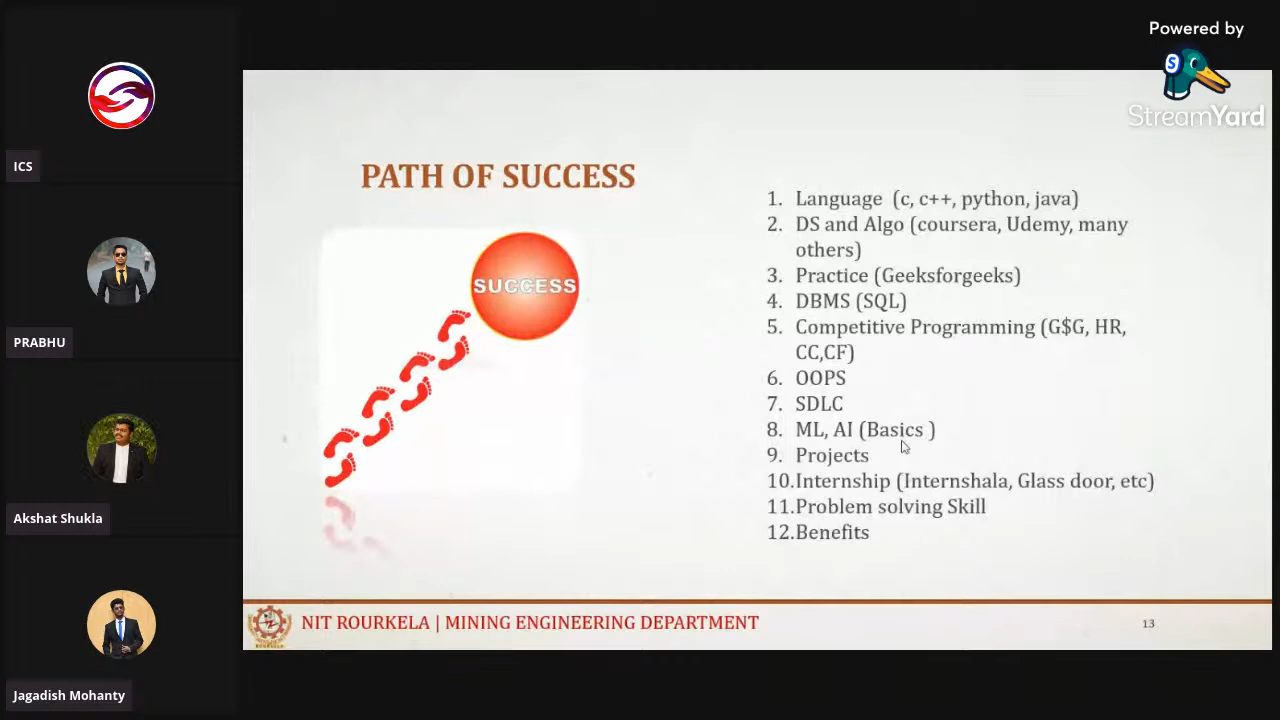 Powered by
S
StreamYard
ICS
PRABHU
Akshat Shukla
Jagadish Mohanty
PATH OF SUCCESS
SUCCESS
1. Language (c, c++, python, java)
2. DS and Algo (coursera, Udemy, many
others)
3. Practice (Geeksforgeeks)
4. DBMS (SQL)
5. Competitive Programming (G$G, HR,
CC,CF)
6. OOPS
7. SDLC
8. ML, AI (Basics )
9. Projects
10.Internship (Internshala, Glass door, etc)
11.Problem solving Skill
12.Benefits
NIT ROURKELA | MINING ENGINEERING DEPARTMENT
13